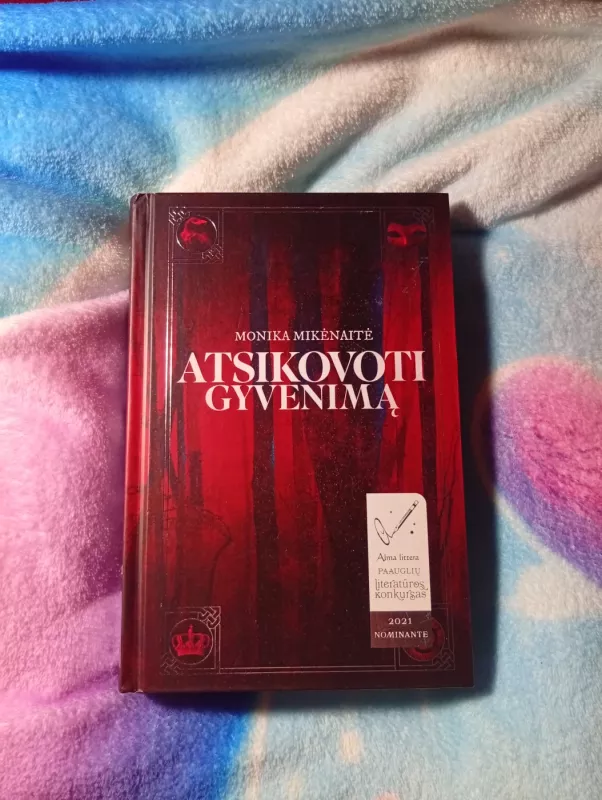 MONIKA MIKĖNAITĖ
ATSIKOVOTI
GYVENIMĄ
Alma littera
PAAUGLIŲ
literatūros
konkursas
2021
NOMINANTĖ